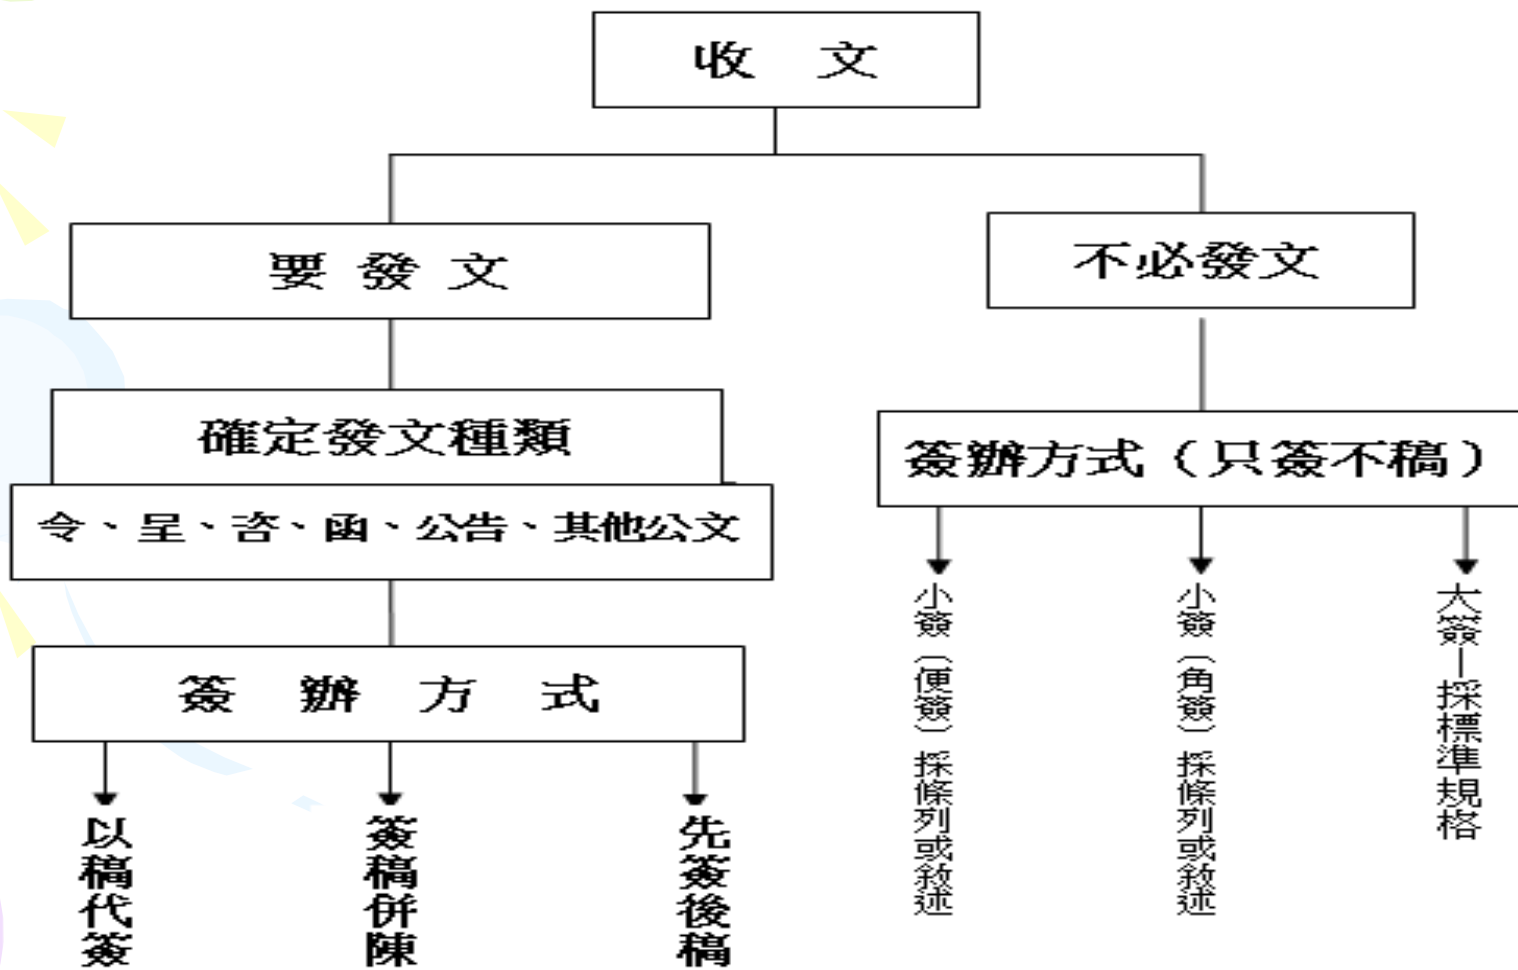 收 文
要 發 文
不必發文
確定發文種類
簽辦方式（只簽不稿）
令、呈、咨、函、公告、其他公文
簽 辦 方 式
以稿代簽
簽稿併陳
先簽後稿
小簽（便簽）採條列或敘述
小簽（角簽）採條列或敘述
大簽—採標準規格